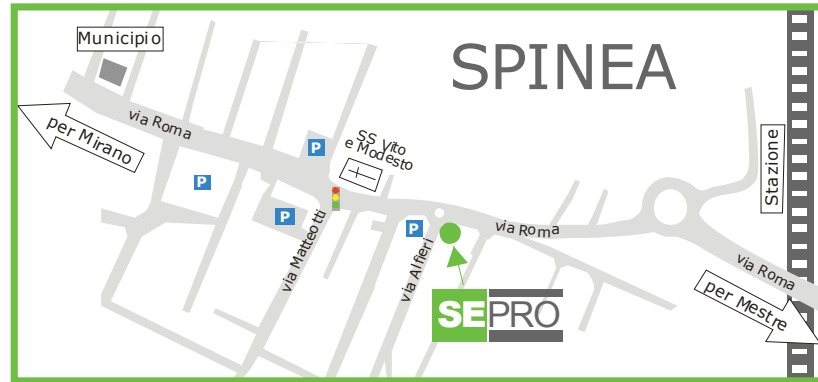 Municipio
SPINEA
via Roma
per Mirano
P
SS Vito
e Modesto
P
P
P
via Matteotti
via Alfieri
via Roma
Stazione
via Roma
per Mestre
SEPRO